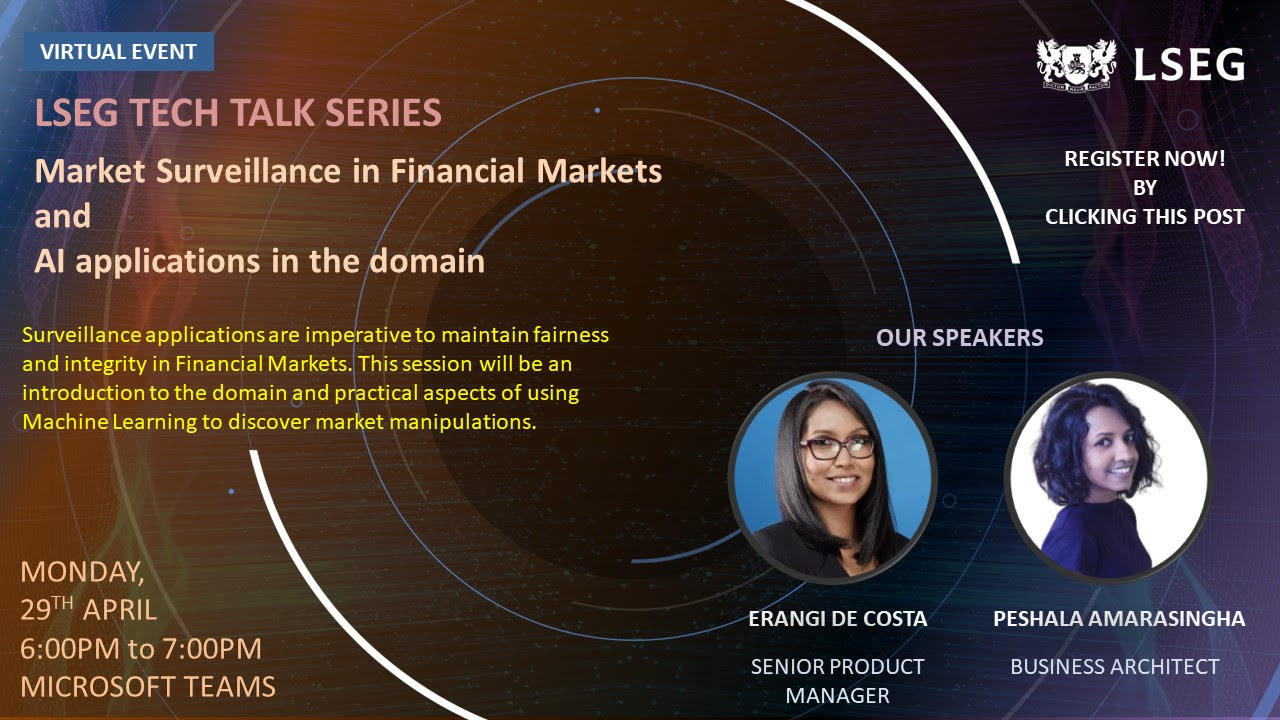 VIRTUAL EVENT
LSEG
LSEG TECH TALK SERIES
Market Surveillance in Financial Markets
and
AI applications in the domain
REGISTER NOW!
BY
CLICKING THIS POST
Surveillance applications are imperative to maintain fairness
and integrity in Financial Markets. This session will be an
introduction to the domain and practical aspects of using
Machine Learning to discover market manipulations.
OUR SPEAKERS
ERANGI DE COSTA
SENIOR PRODUCT
MANAGER
PESHALA AMARASINGHA
BUSINESS ARCHITECT
MONDAY,
29TH APRIL
6:00PM to 7:00PM
MICROSOFT TEAMS